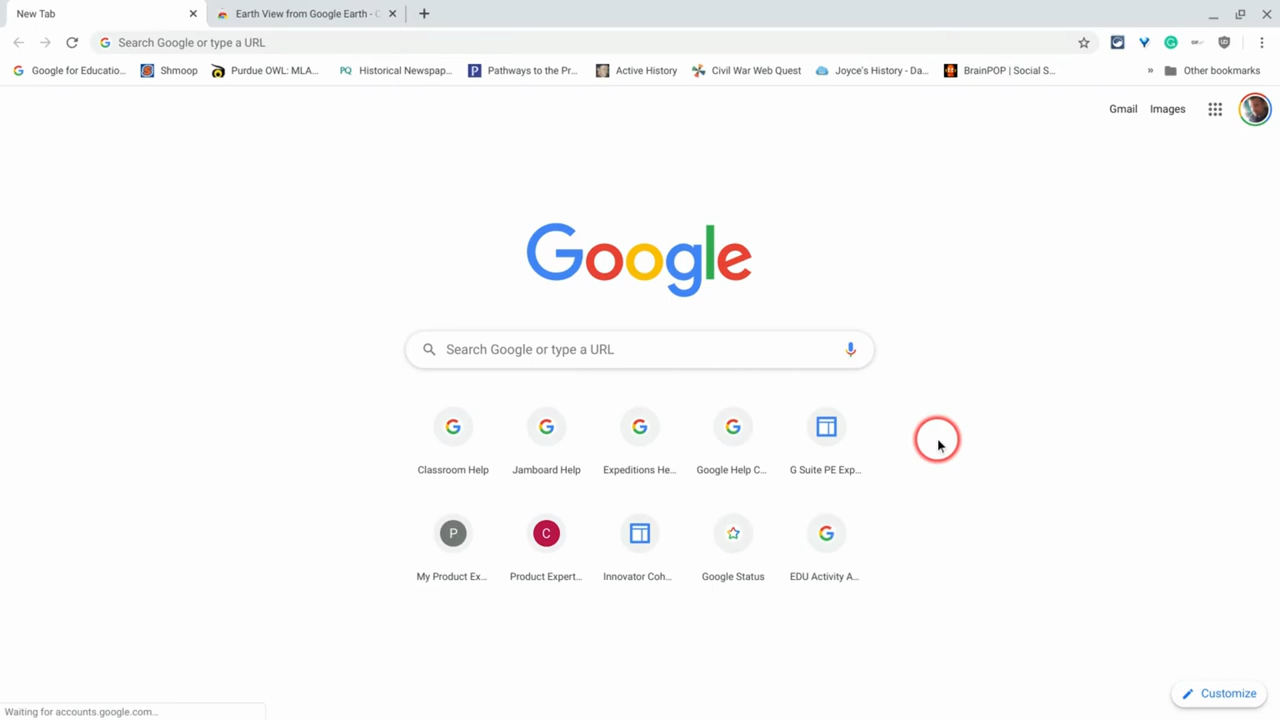 New Tab
Earth View from Google Earth - C
Search Google or type a URL
Google for Educatio...
Shmoop
Purdue OWL: MLA...
PQ
Historical Newspap...
P
Pathways to the Pr...
Active History
Civil War Web Quest
Joyce's History - Da...
BrainPOP | Social S...
»
Other bookmarks
Gmail
Images
Google
Search Google or type a URL
Classroom Help
Jamboard Help
Expeditions He...
Google Help C...
G Suite PE Exp...
P
C
My Product Ex...
Product Expert...
Innovator Coh...
Google Status
EDU Activity A...
Customize
Waiting for accounts.google.com...